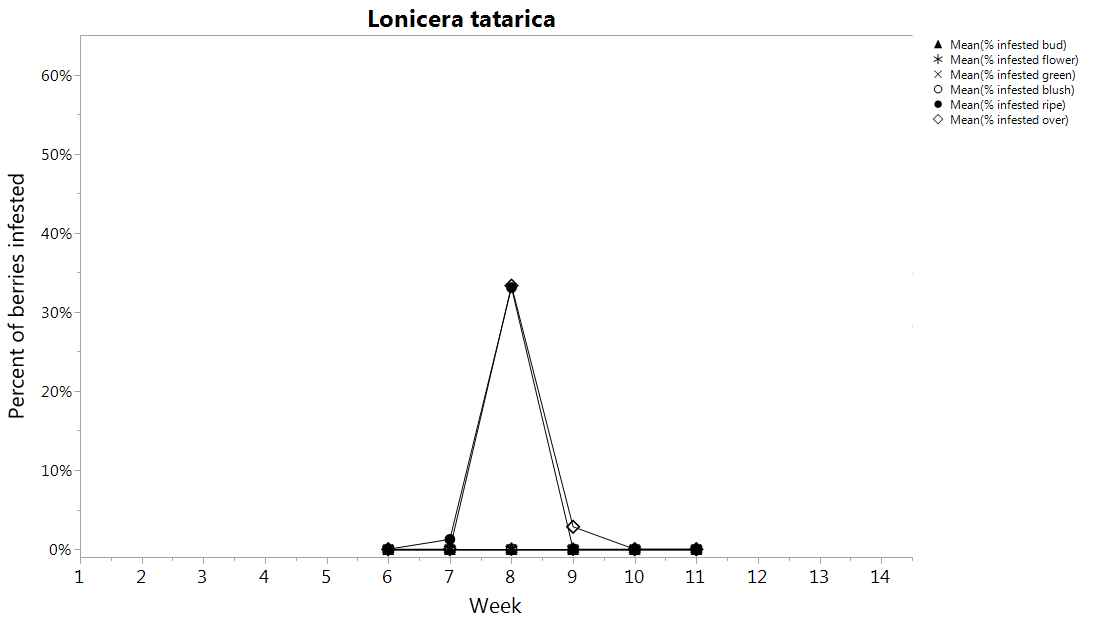 Lonicera tatarica
Mean(% infested bud)
Mean(% infested flower)
Mean(% infested green)
Mean(% infested blush)
Mean(% infested ripe)
Mean(% infested over)
Percent of berries infested
60%
50%
40%
30%
20%
10%
0%
1 2 3 4 5 6 7 8 9 10 11 12 13 14
Week